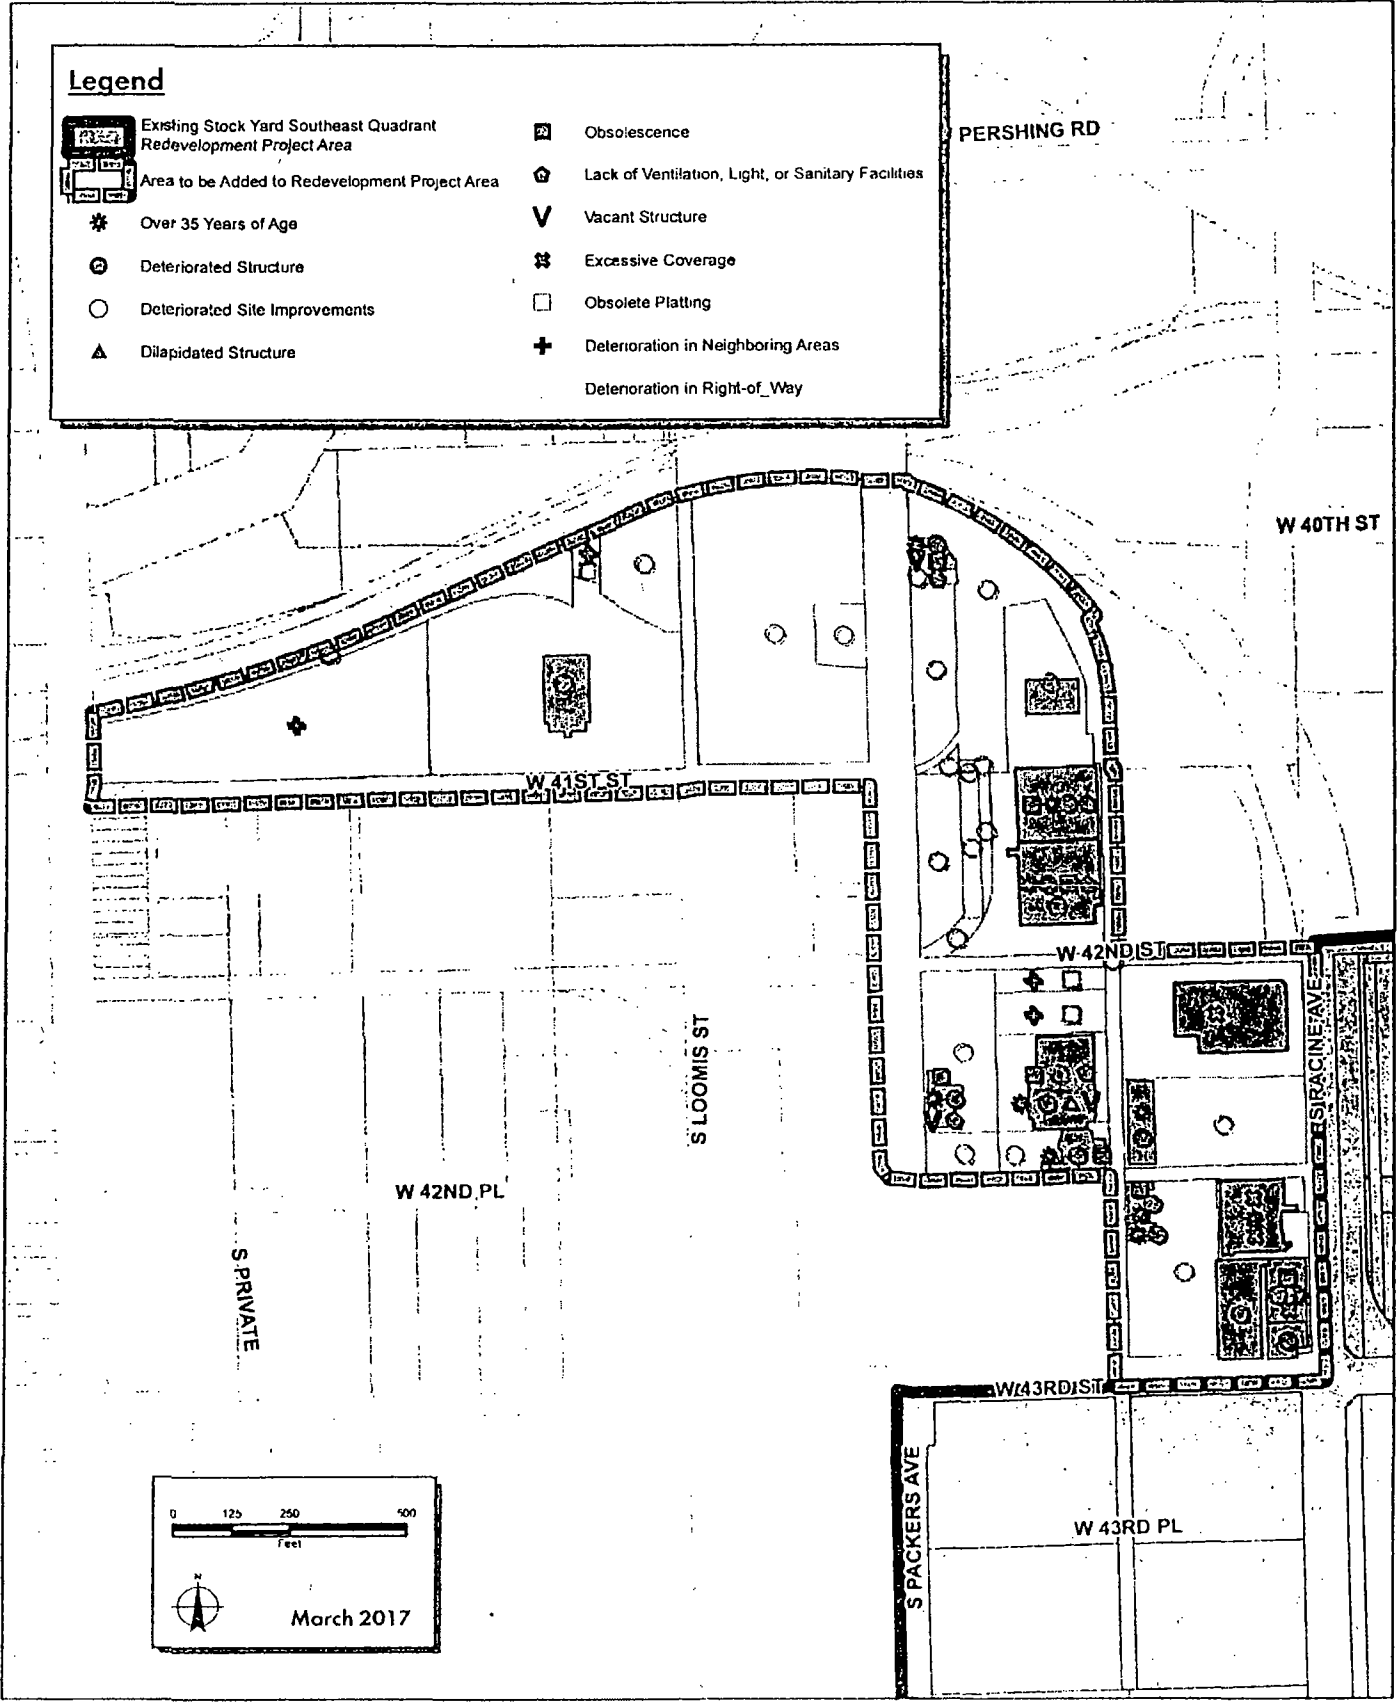 Legend
Existing Stock Yard Southeast Quadrant
Redevelopment Project Area
Area to be Added to Redevelopment Project Area
Over 35 Years of Age
Deteriorated Structure
Deteriorated Site Improvements
Dilapidated Structure
Obsolescence
Lack of Ventilation, Light, or Sanitary Facilities
Vacant Structure
Excessive Coverage
Obsolete Platting
Deterioration in Neighboring Areas
Deterioration in Right-of_Way
PERSHING RD
W 40TH ST
W 41ST ST
W 42ND ST
S RACINE AVE
S LOOMIS ST
W 42ND PL
S PRIVATE
W 43RD ST
S PACKERS AVE
W 43RD PL
0 125 250 500
Feet
N
March 2017